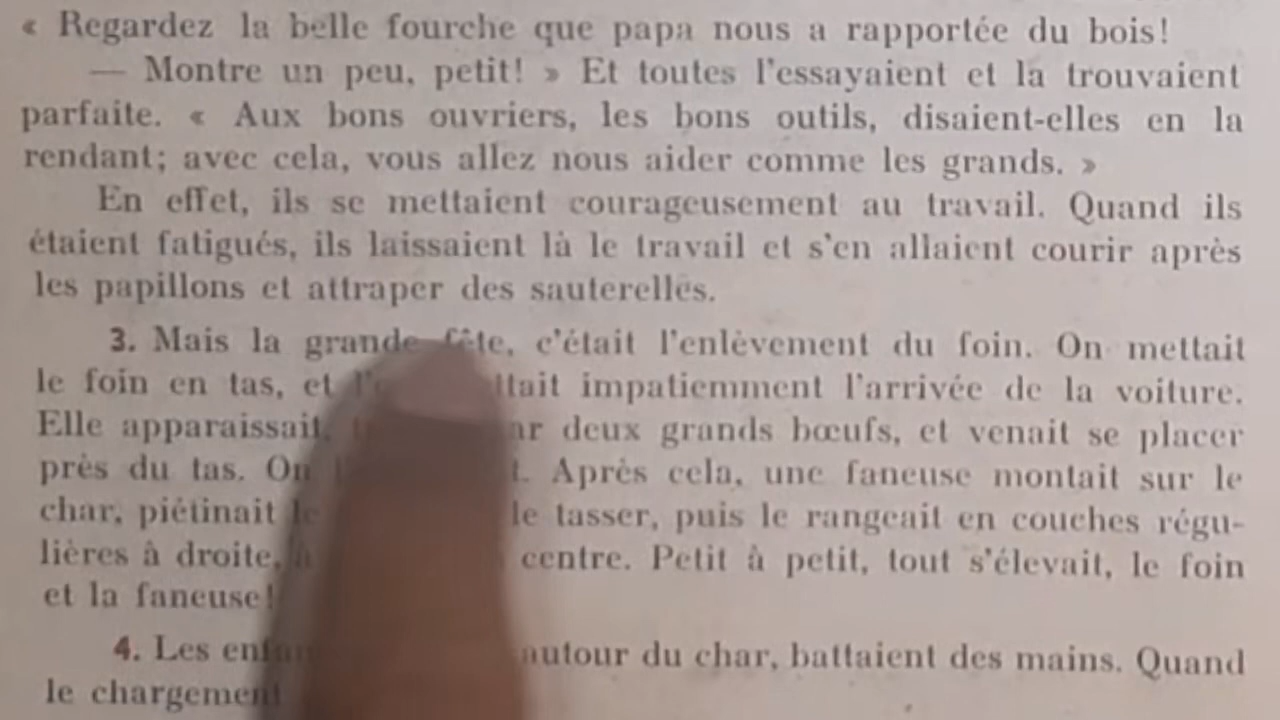 « Regardez la belle fourche que papa nous a rapportée du bois!
— Montre un peu, petit! » Et toutes l'essayaient et la trouvaient
parfaite. « Aux bons ouvriers, les bons outils, disaient-elles en la
rendant; avec cela, vous allez nous aider comme les grands. »
En effet, ils se mettaient courageusement au travail. Quand ils
étaient fatigués, ils laissaient là le travail et s'en allaient courir après
les papillons et attraper des sauterelles.
3. Mais la grande fête, c'était l'enlèvement du foin. On mettait
le foin en tas, et impatiemment l'arrivée de la voiture.
Elle apparaissait, deux grands bœufs, et venait se placer
près du tas. On Après cela, une faneuse montait sur le
char, piétinait le tasser, puis le rangeait en couches régu-
lières à droite, centre. Petit à petit, tout s'élevait, le foin
et la faneuse!
4. Les autour du char, battaient des mains. Quand
le chargement